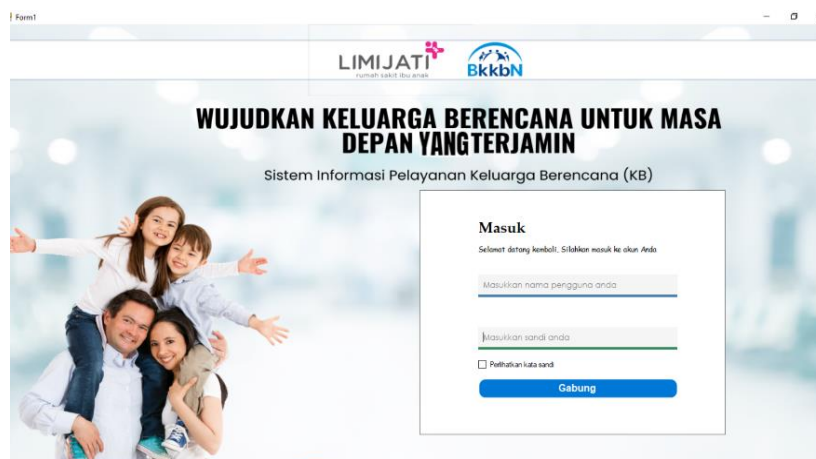 Form1
LIMIJATI
rumah sakit ibu anak
BkkbN
WUJUDKAN KELUARGA BERENCANA UNTUK MASA
DEPAN YANGTERJAMIN
Sistem Informasi Pelayanan Keluarga Berencana (KB)
Masuk
Selamat datang kembali, Silahkan masuk ke akun Anda
Masukkan nama pengguna anda
Masukkan sandi anda
Perlihatkan kata sandi
Gabung